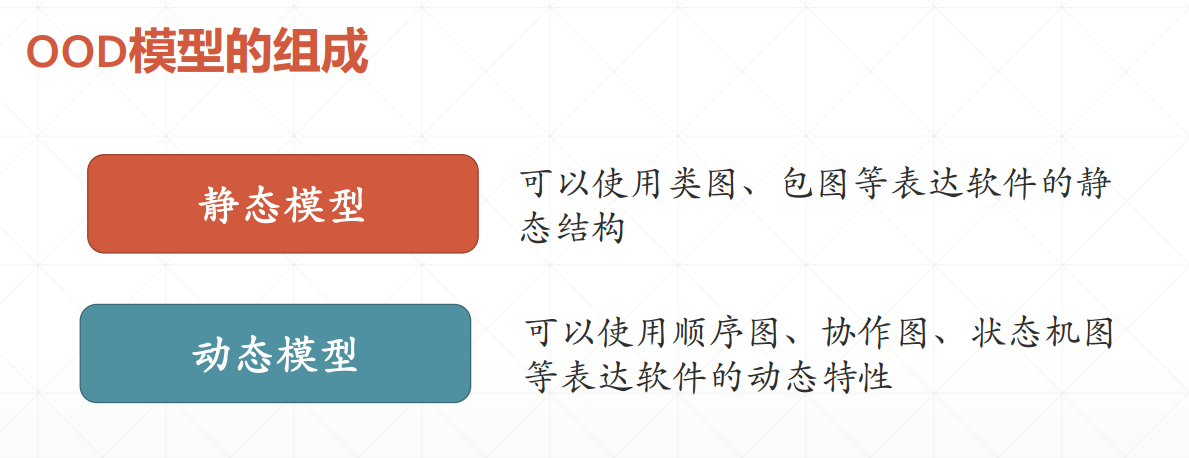 OOD模型的组成
静态模型
可以使用类图、包图等表达软件的静
态结构
动态模型
可以使用顺序图、协作图、状态机图
等表达软件的动态特性